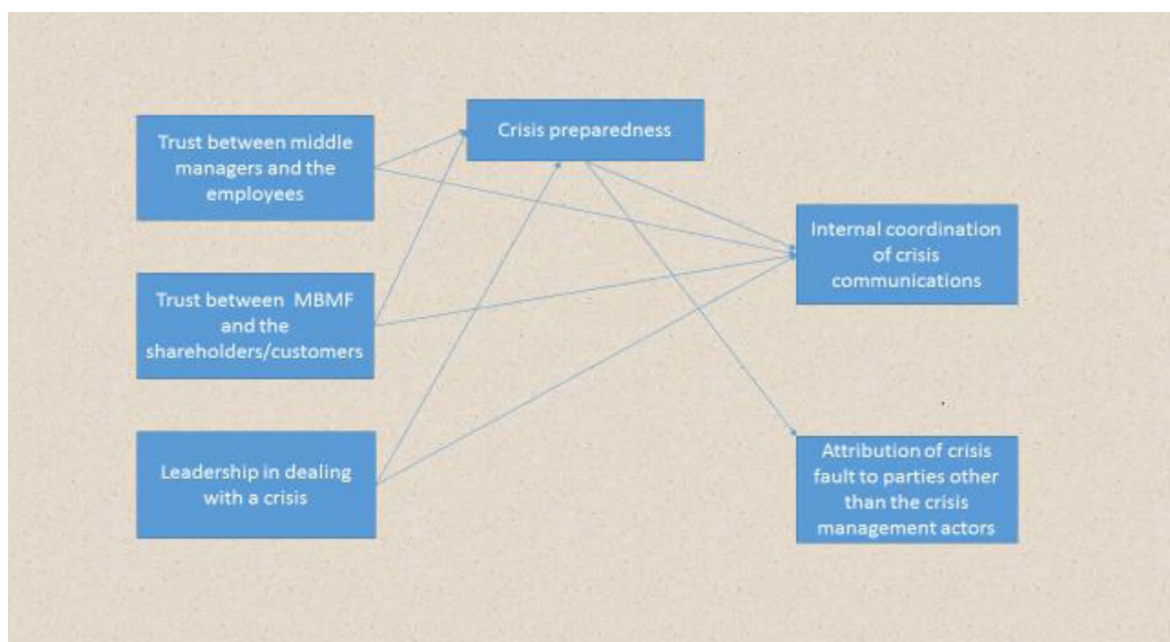 Trust between middle
managers and the
employees
Crisis preparedness
Internal coordination
of crisis
communications
Trust between MBMF
and the
shareholders/customers
Leadership in dealing
with a crisis
Attribution of crisis
fault to parties other
than the crisis
management actors